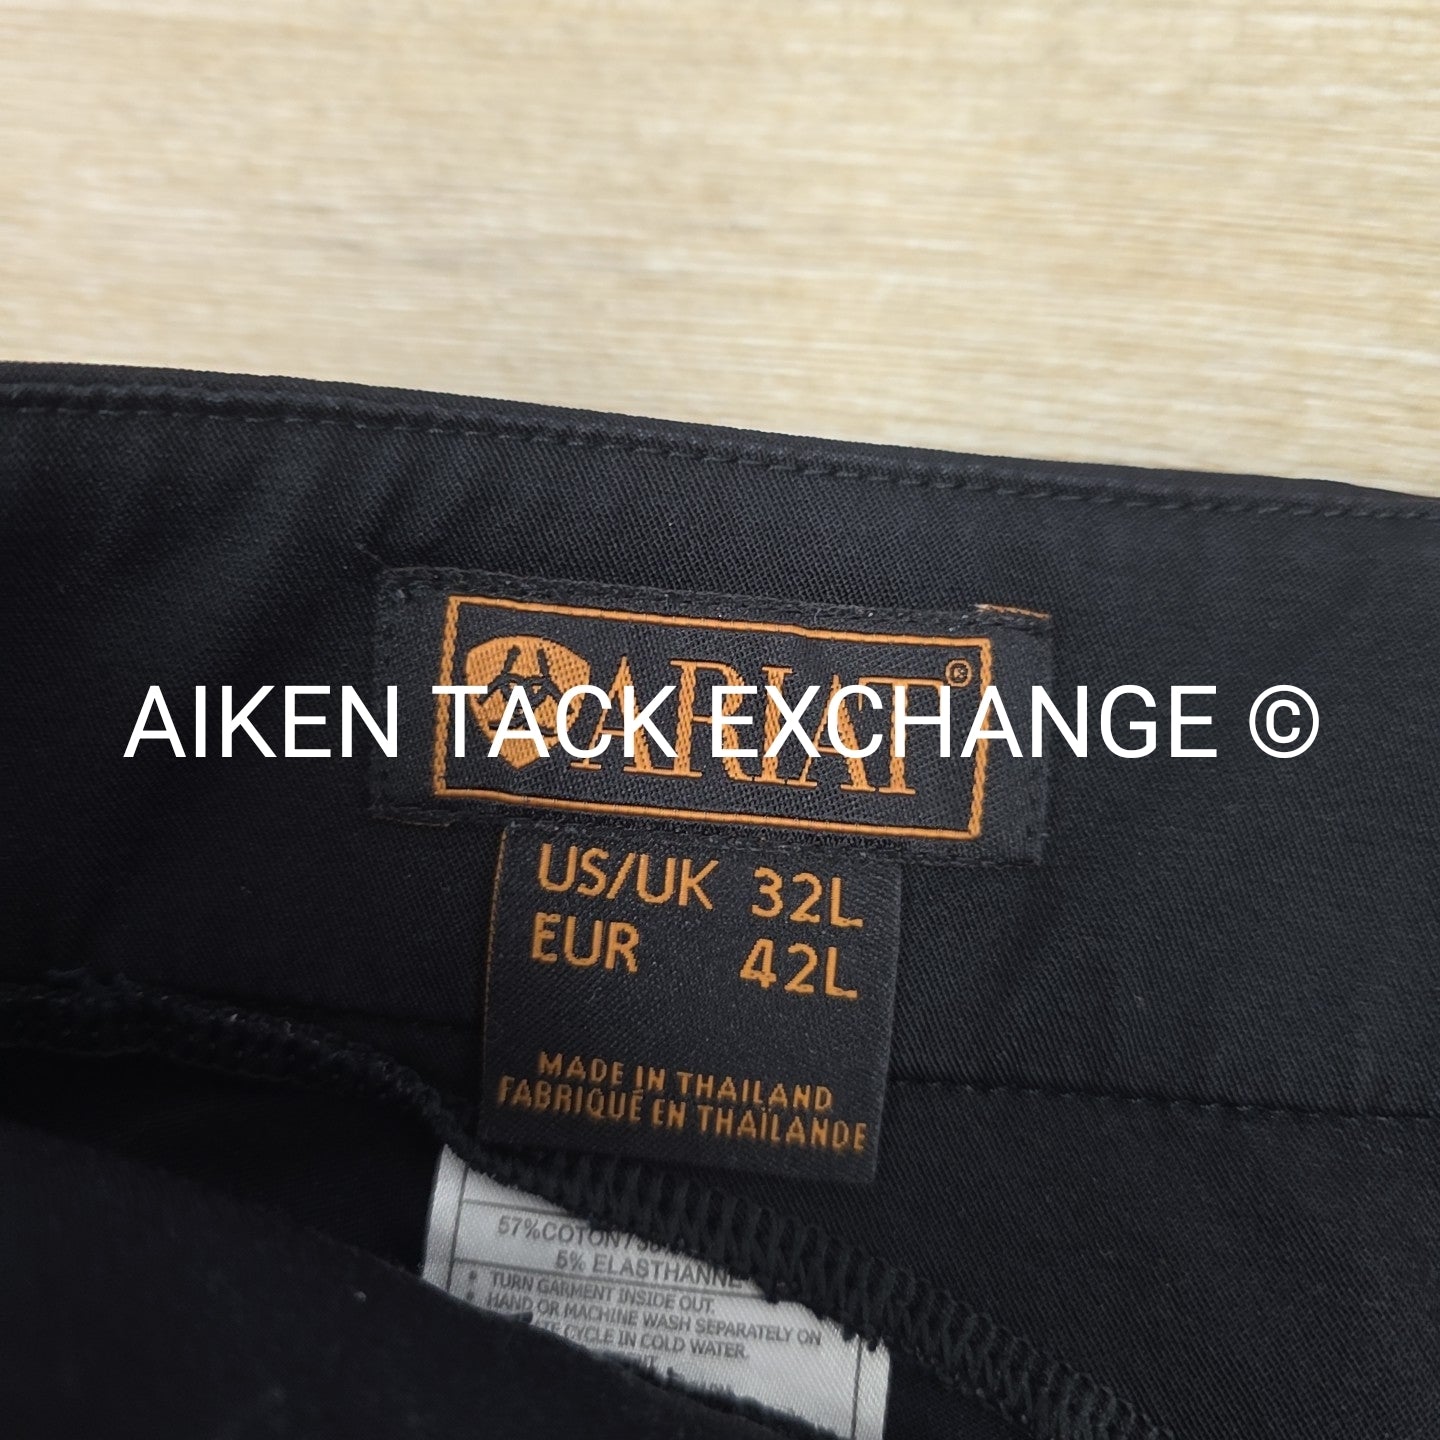 AIKEN TACK EXCHANGE ©
ARIAT®
US/UK 32L
EUR 42L
MADE IN THAILAND
FABRIQUÉ EN THAÏLANDE
57%COTON /
5% ELASTHANNE
TURN GARMENT INSIDE OUT.
HAND OR MACHINE WASH SEPARATELY ON
CYCLE IN COLD WATER.